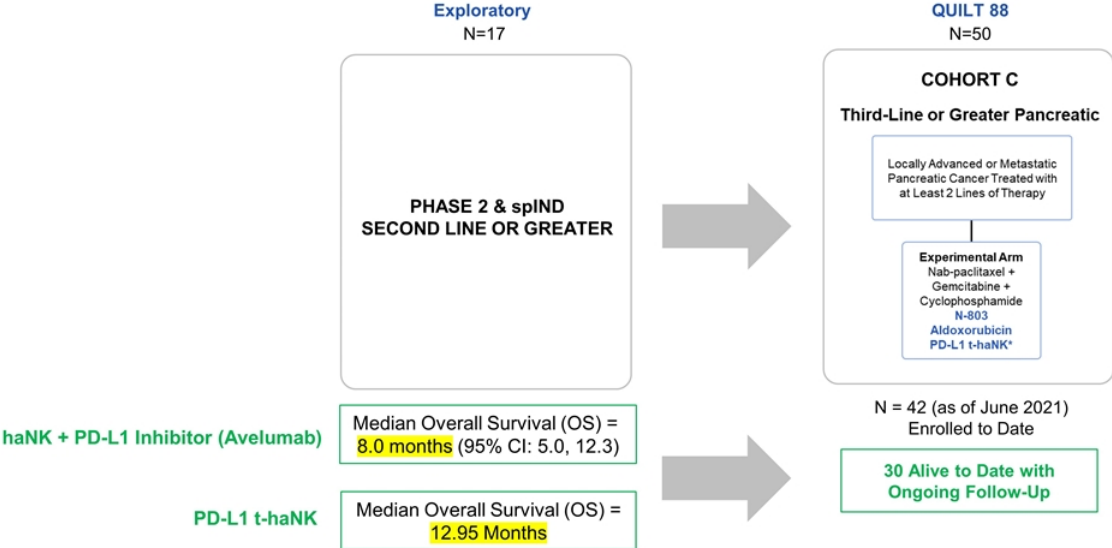 Exploratory
N=17
PHASE 2 & spIND
SECOND LINE OR GREATER
haNK + PD-L1 Inhibitor (Avelumab)
Median Overall Survival (OS) =
8.0 months (95% CI: 5.0, 12.3)
PD-L1 t-haNK
Median Overall Survival (OS) =
12.95 Months
QUILT 88
N=50
COHORT C
Third-Line or Greater Pancreatic
Locally Advanced or Metastatic
Pancreatic Cancer Treated with
at Least 2 Lines of Therapy
Experimental Arm
Nab-paclitaxel +
Gemcitabine +
Cyclophosphamide
N-803
Aldoxorubicin
PD-L1 t-haNK*
N = 42 (as of June 2021)
Enrolled to Date
30 Alive to Date with
Ongoing Follow-Up